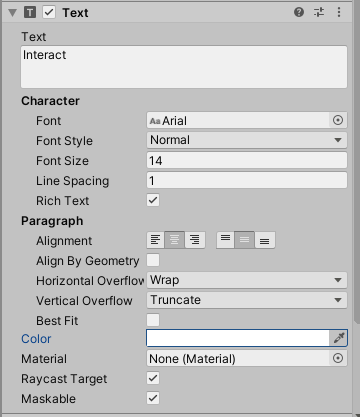 Text
Text
Interact
Character
Font Arial
Font Style Normal
Font Size 14
Line Spacing 1
Rich Text
Paragraph
Alignment
Align By Geometry
Horizontal Overflow Wrap
Vertical Overflow Truncate
Best Fit
Color
Material None (Material)
Raycast Target
Maskable